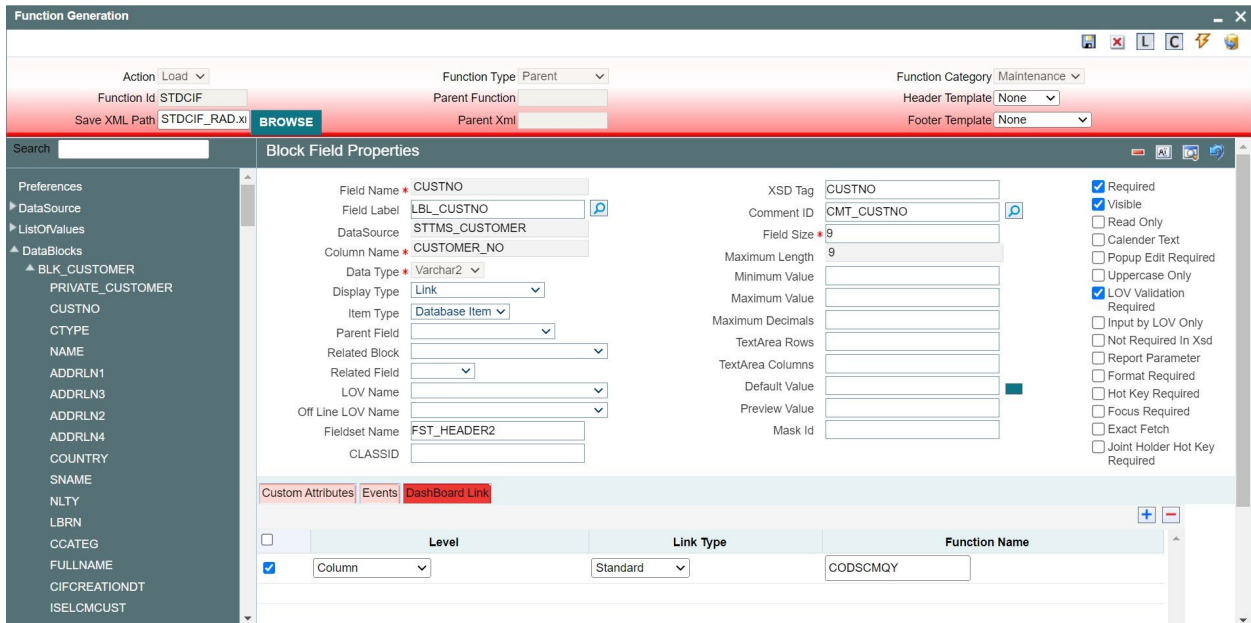 Function Generation
L C
Action Load Function Type Parent Function Category Maintenance
Function Id STDCIF Parent Function Header Template None
Save XML Path STDCIF_RAD.x BROWSE Parent Xml Footer Template None
Search Block Field Properties
Preferences
DataSource
ListOfValues
DataBlocks
BLK_CUSTOMER
PRIVATE_CUSTOMER
CUSTNO
CTYPE
NAME
ADDRLN1
ADDRLN3
ADDRLN2
ADDRLN4
COUNTRY
SNAME
NLTY
LBRN
CCATEG
FULLNAME
CIFCREATIONDT
ISELCMCUST
Field Name * CUSTNO
Field Label LBL_CUSTNO
DataSource STTMS_CUSTOMER
Column Name * CUSTOMER_NO
Data Type * Varchar2
Display Type Link
Item Type Database Item
Parent Field
Related Block
Related Field
LOV Name
Off Line LOV Name
Fieldset Name FST_HEADER2
CLASSID
XSD Tag CUSTNO
Comment ID CMT_CUSTNO
Field Size * 9
Maximum Length 9
Minimum Value
Maximum Value
Maximum Decimals
TextArea Rows
TextArea Columns
Default Value
Preview Value
Mask Id
Required
Visible
Read Only
Calender Text
Popup Edit Required
Uppercase Only
LOV Validation
Required
Input by LOV Only
Not Required In Xsd
Report Parameter
Format Required
Hot Key Required
Focus Required
Exact Fetch
Joint Holder Hot Key
Required
Custom Attributes Events DashBoard Link
Level Link Type Function Name
Column Standard CODSCMQY